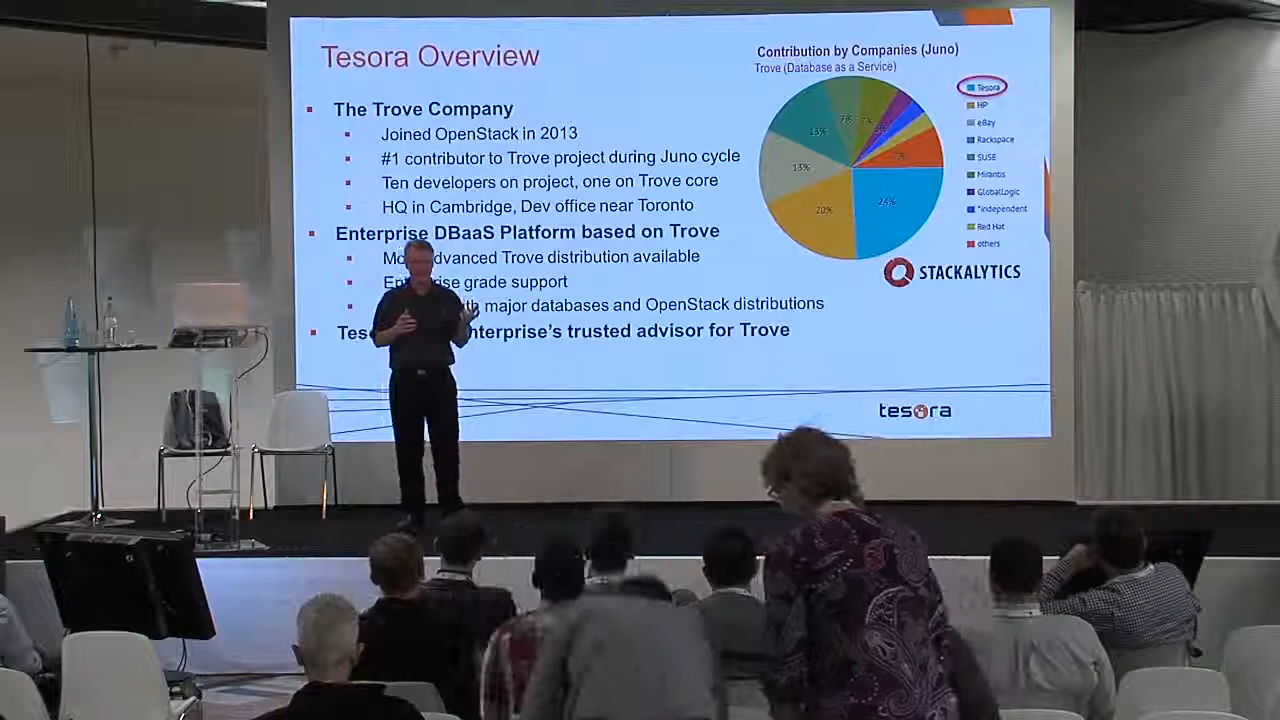 Tesora Overview
The Trove Company
Joined OpenStack in 2013
#1 contributor to Trove project during Juno cycle
Ten developers on project, one on Trove core
HQ in Cambridge, Dev office near Toronto
Enterprise DBaaS Platform based on Trove
advanced Trove distribution available
grade support
major databases and OpenStack distributions
trusted advisor for Trove
Contribution by Companies (Juno)
Trove (Database as a Service)
7%
13%
13%
20%
24%
Tesora
HP
eBay
Rackspace
SUSE
Mirantis
GlobalLogic
*independent
Red Hat
others
STACKALYTICS
tesora